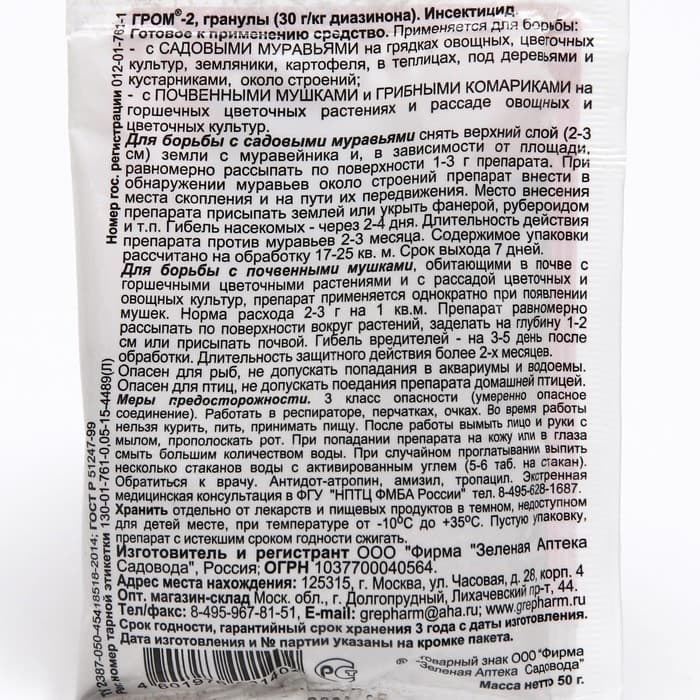 ГРОМ®-2, гранулы (30 г/кг диазинона). Инсектицид.
Готовое к применению средство. Применяется для борьбы:
- с САДОВЫМИ МУРАВЬЯМИ на грядках овощных, цветочных
культур, земляники, картофеля, в теплицах, под деревьями и
кустарниками, около строений;
- с ПОЧВЕННЫМИ МУШКАМИ и ГРИБНЫМИ КОМАРИКАМИ на
горшечных цветочных растениях и рассаде овощных и
цветочных культур.
Для борьбы с садовыми муравьями снять верхний слой (2-3
см) земли с муравейника и, в зависимости от площади,
равномерно рассыпать по поверхности 1-3 г препарата. При
обнаружении муравьев около строений препарат внести в
места скопления и на пути их передвижения. Место внесения
препарата присыпать землей или укрыть фанерой, рубероидом
и т.п. Гибель насекомых - через 2-4 дня. Длительность действия
препарата против муравьев 2-3 месяца. Содержимое упаковки
рассчитано на обработку 17-25 кв. м. Срок выхода 7 дней.
Для борьбы с почвенными мушками, обитающими в почве с
горшечными цветочными растениями и с рассадой цветочных и
овощных культур, препарат применяется однократно при появлении
мушек. Норма расхода 2-3 г на 1 кв.м. Препарат равномерно
рассыпать по поверхности вокруг растений, заделать на глубину 1-2
см или присыпать почвой. Гибель вредителей - на 3-5 день после
обработки. Длительность защитного действия более 2-х месяцев.
Опасен для рыб, не допускать попадания в аквариумы и водоемы.
Опасен для птиц, не допускать поедания препарата домашней птицей.
Меры предосторожности. 3 класс опасности (умеренно опасное
соединение). Работать в респираторе, перчатках, очках. Во время работы
нельзя курить, пить, принимать пищу. После работы вымыть лицо и руки с
мылом, прополоскать рот. При попадании препарата на кожу или в глаза
смыть большим количеством воды. При случайном проглатывании выпить
несколько стаканов воды с активированным углем (5-6 таб. на стакан).
Обратиться к врачу. Антидот-атропин, амизил, тропацил. Экстренная
медицинская консультация в ФГУ "НПТЦ ФМБА России" тел. 8-495-628-1687.
Хранить отдельно от лекарств и пищевых продуктов в темном, недоступном
для детей месте, при температуре от -10⁰С до +35⁰С. Пустую упаковку,
препарат с истекшим сроком годности сжигать.
Изготовитель и регистрант ООО "Фирма "Зеленая Аптека
Садовода", Россия; ОГРН 1037700040564.
Адрес места нахождения: 125315, г. Москва, ул. Часовая, д. 28, корп. 4
Опт. магазин-склад Моск. обл., г. Долгопрудный, Лихачевский пр-т, 44.
Тел/факс: 8-495-967-81-51, E-mail: grepharm@aha.ru, www.grepharm.ru
Срок годности, гарантийный срок хранения 3 года с даты изготовления.
Дата изготовления и № партии указаны на кромке пакета.
товарный знак ООО "Фирма
"Зеленая Аптека Садовода"
Масса нетто 50 г.
Номер гос. регистрации 012-01-761-1
номер тарной этикетки 130-01-761-0,05-15-4489(Л)
2387-050-45418518-2014; ГОСТ Р 51247-99